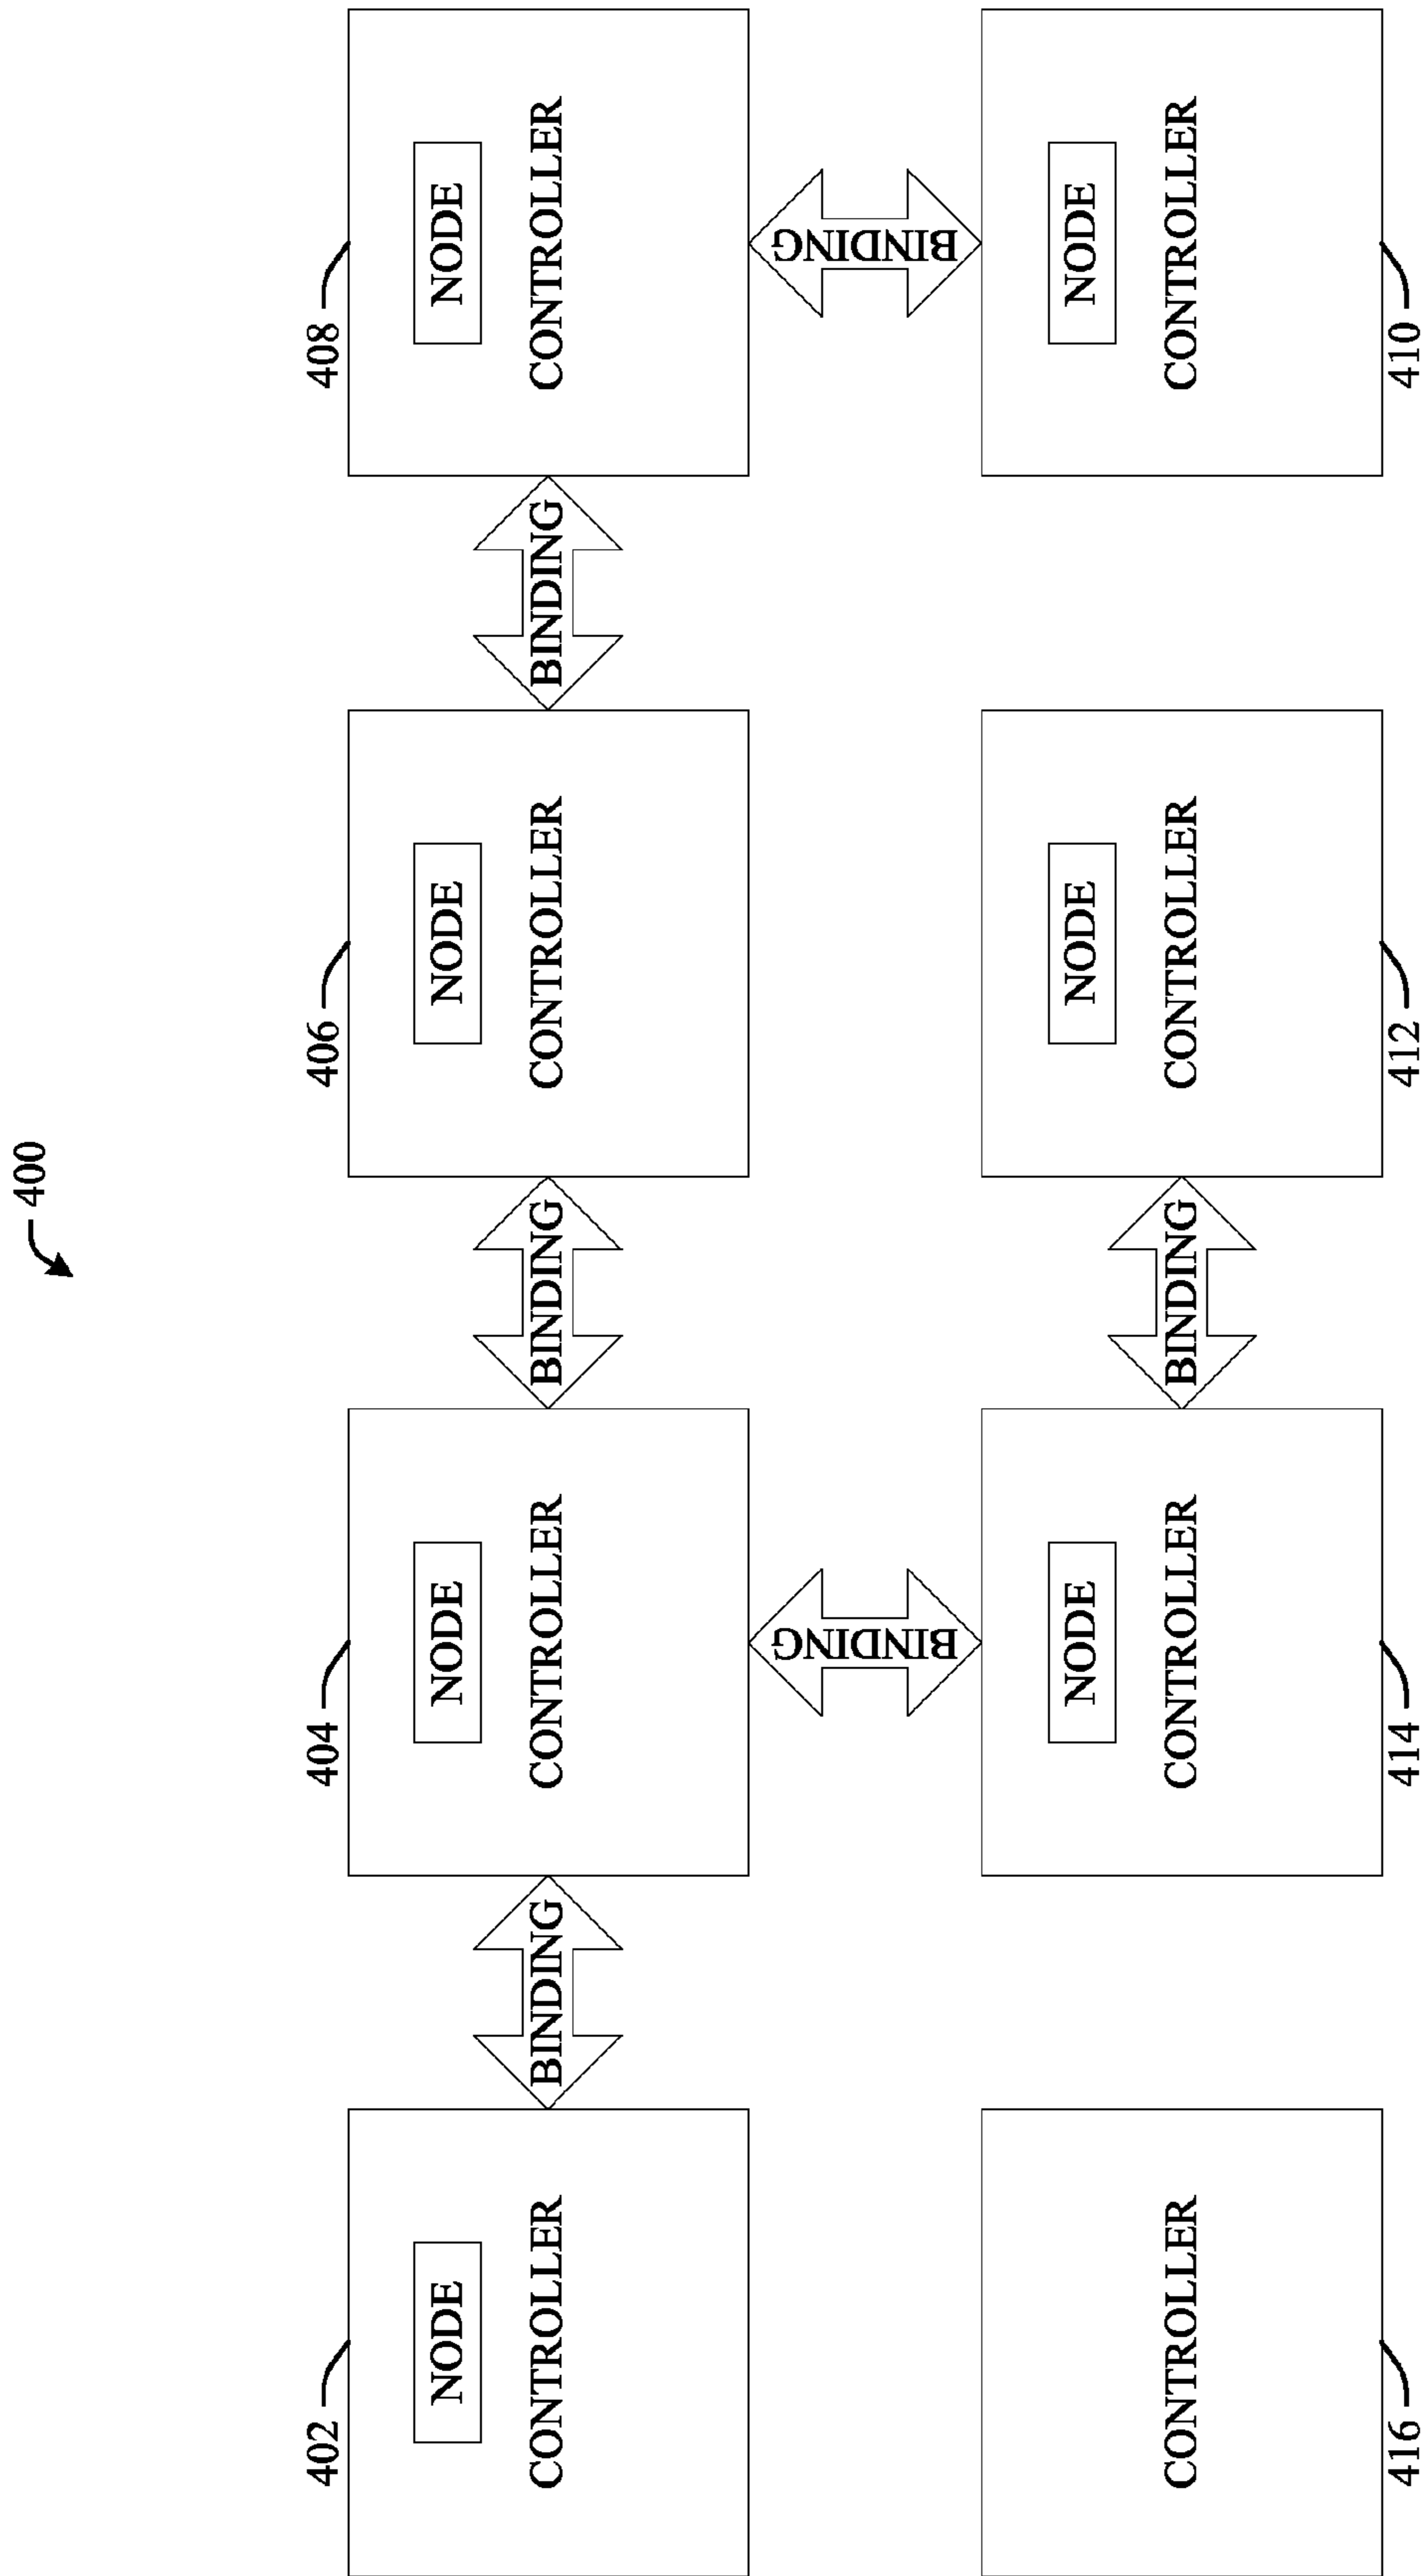 400
402
404
406
408
NODE
NODE
NODE
NODE
CONTROLLER
BINDING
CONTROLLER
BINDING
CONTROLLER
BINDING
CONTROLLER
BINDING
BINDING
NODE
NODE
NODE
CONTROLLER
CONTROLLER
BINDING
CONTROLLER
CONTROLLER
416
414
412
410